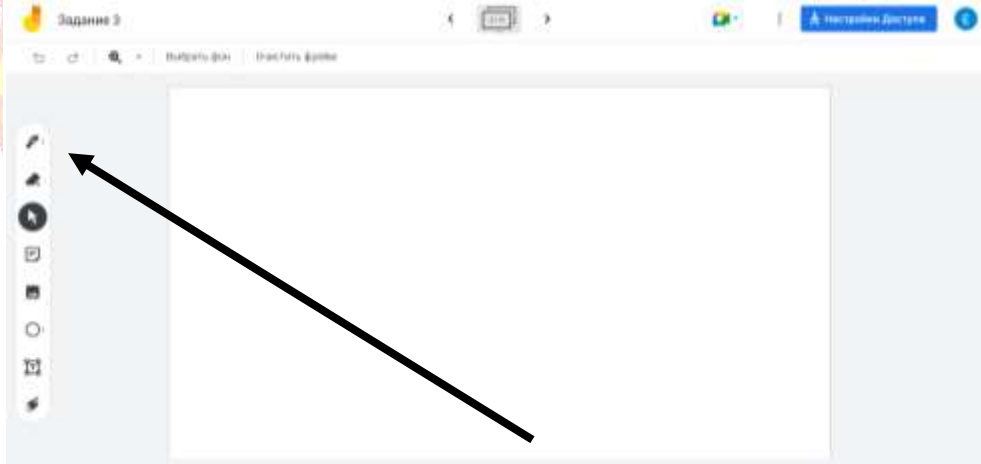 Задание 3
Настройки Доступа
Выбрать фон
Очистить фрейм